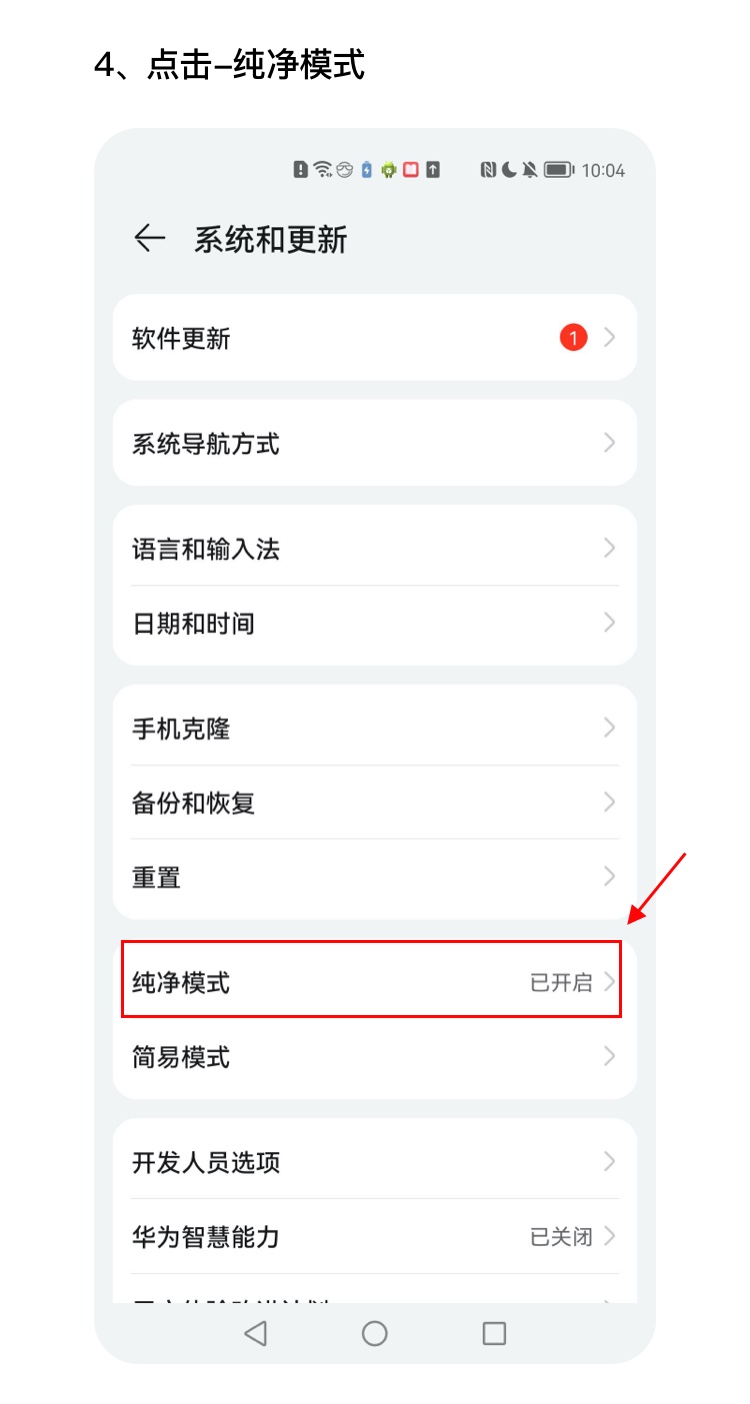 4、点击–纯净模式
10:04
系统和更新
软件更新 1
系统导航方式
语言和输入法
日期和时间
手机克隆
备份和恢复
重置
纯净模式 已开启
简易模式
开发人员选项
华为智慧能力 已关闭